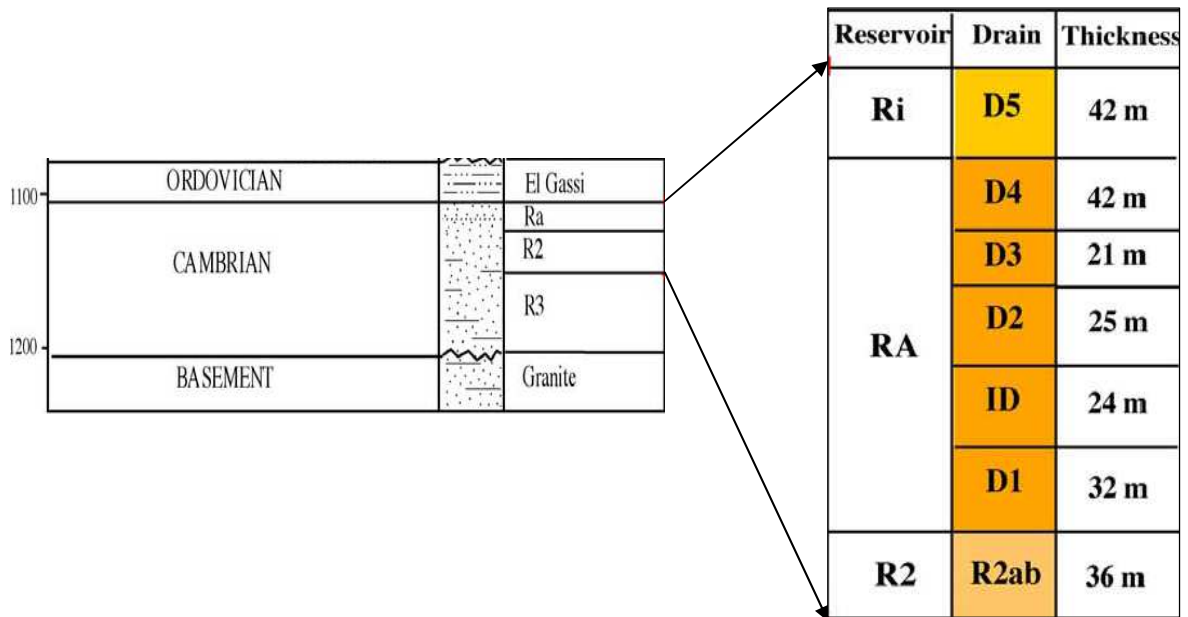 ORDOVICIAN
El Gassi
1100
Ra
CAMBRIAN
R2
R3
1200
BASEMENT
Granite
Reservoir Drain Thickness
Ri D5 42 m
D4 42 m
D3 21 m
RA D2 25 m
ID 24 m
D1 32 m
R2 R2ab 36 m